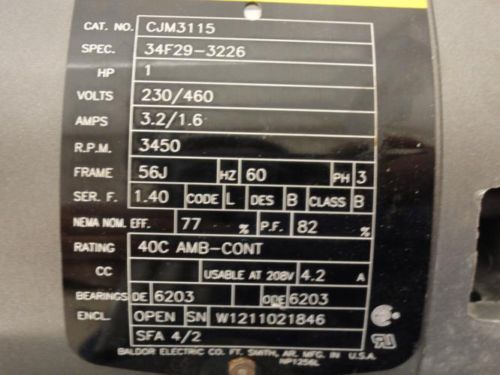 CAT. NO. CJM3115
SPEC. 34F29-3226
HP 1
VOLTS 230/460
AMPS 3.2/1.6
R.P.M. 3450
FRAME 56J HZ 60 PH 3
SER. F. 1.40 CODE L DES B CLASS B
NEMA NOM. EFF. 77 % P.F. 82 %
RATING 40C AMB-CONT
CC USABLE AT 208V 4.2 A
BEARINGS DE 6203 ODE 6203
ENCL. OPEN SN W1211021846
SFA 4/2
BALDOR ELECTRIC CO. FT. SMITH, AR. MFG. IN U.S.A.
NP1256L